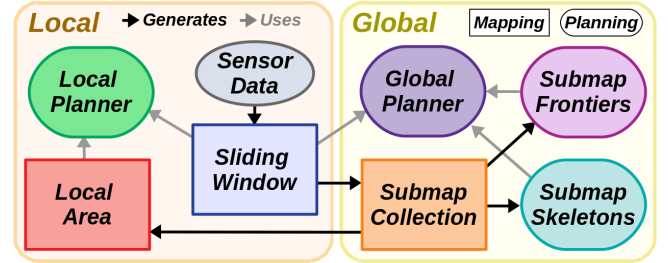 Local
Generates
Uses
Global
Mapping
Planning
Local
Planner
Sensor
Data
Global
Planner
Submap
Frontiers
Local
Area
Sliding
Window
Submap
Collection
Submap
Skeletons